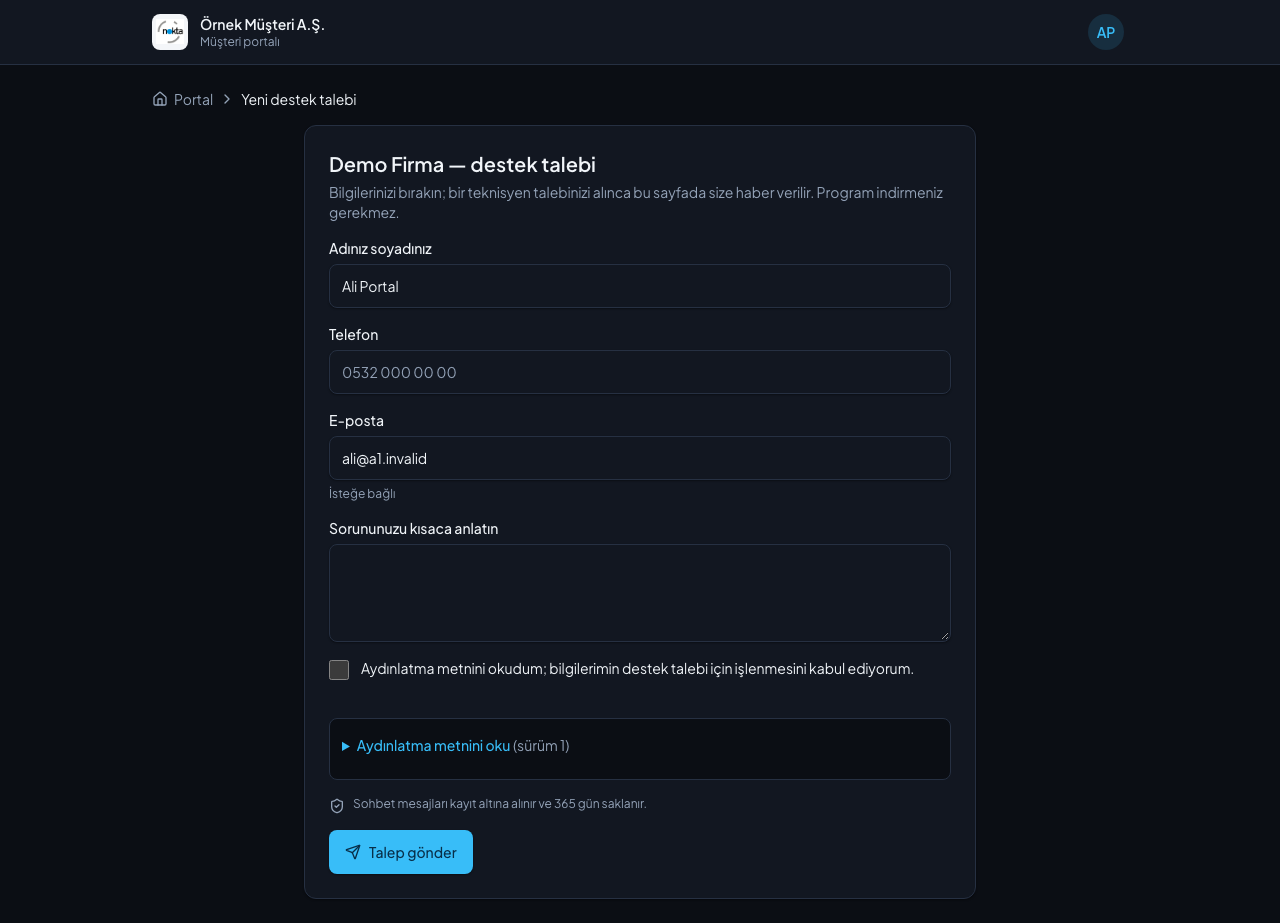 nokta
Örnek Müşteri A.Ş.
Müşteri portalı
AP
Portal
Yeni destek talebi
Demo Firma — destek talebi
Bilgilerinizi bırakın; bir teknisyen talebinizi alınca bu sayfada size haber verilir. Program indirmeniz
gerekmez.
Adınız soyadınız
Ali Portal
Telefon
0532 000 00 00
E-posta
ali@a1.invalid
İsteğe bağlı
Sorununuzu kısaca anlatın
Aydınlatma metnini okudum; bilgilerimin destek talebi için işlenmesini kabul ediyorum.
Aydınlatma metnini oku (sürüm 1)
Sohbet mesajları kayıt altına alınır ve 365 gün saklanır.
Talep gönder